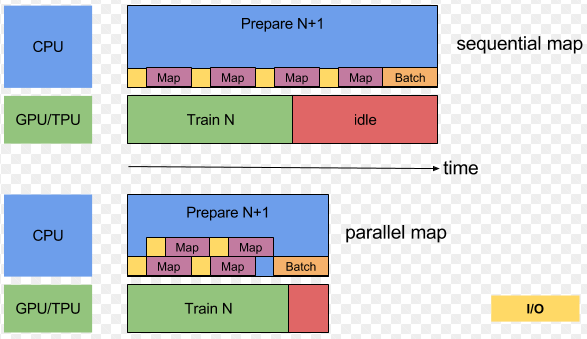 CPU
Prepare N+1
sequential map
Map
Map
Map
Map
Batch
GPU/TPU
Train N
idle
time
CPU
Prepare N+1
parallel map
Map
Map
Map
Map
Batch
GPU/TPU
Train N
I/O